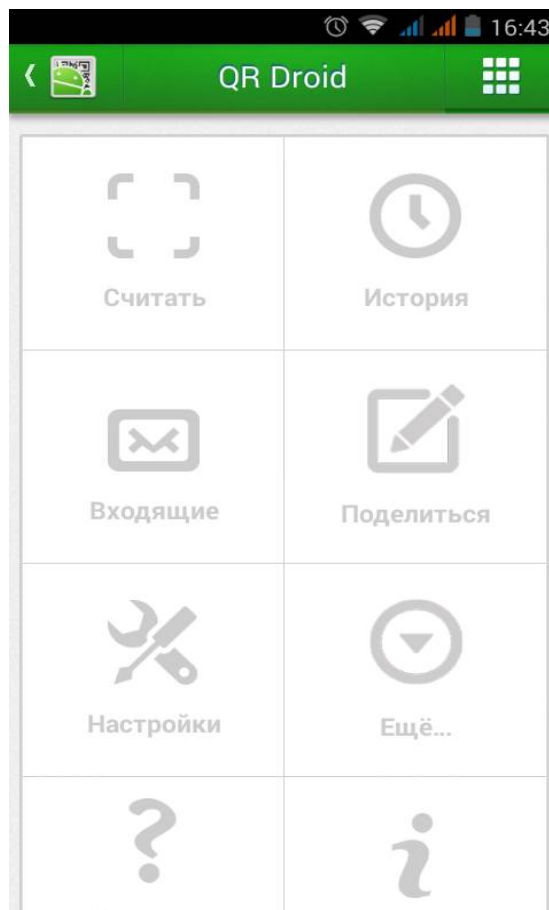 16:43
QR Droid
Считать
История
Входящие
Поделиться
Настройки
Ещё...